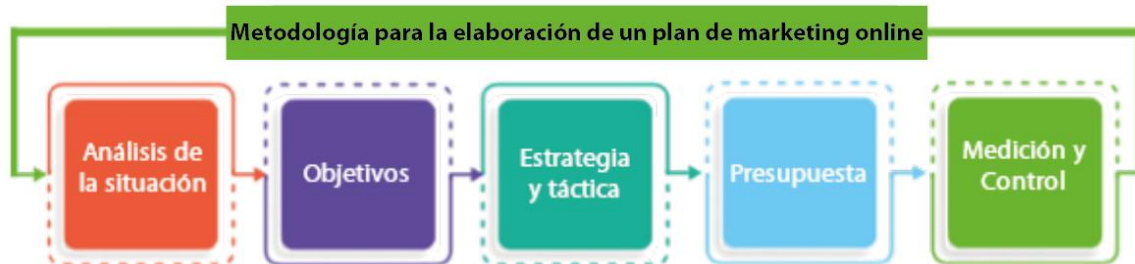 Metodología para la elaboración de un plan de marketing online
Análisis de
la situación
Objetivos
Estrategia
y táctica
Presupuesta
Medición y
Control